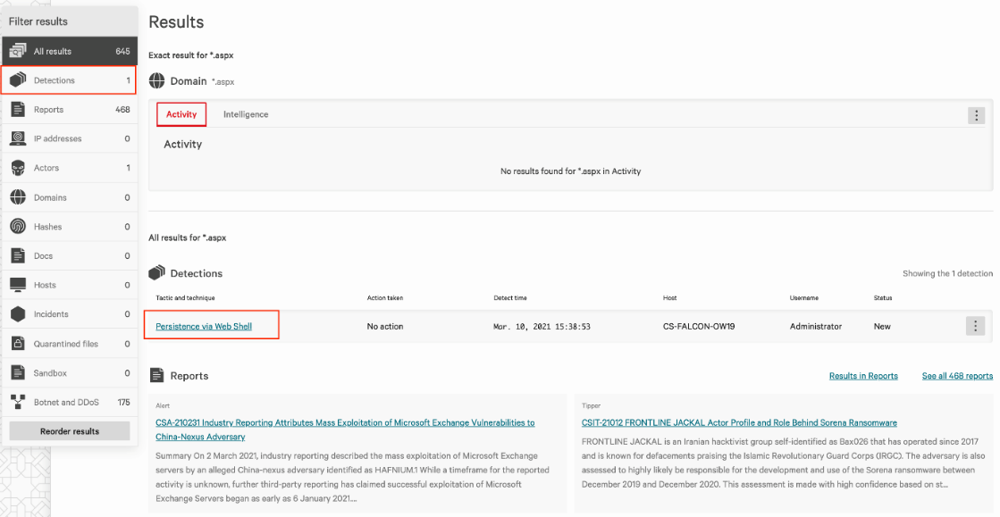 Filter results
All results 645
Detections 1
Reports 468
IP addresses 0
Actors 1
Domains 0
Hashes 0
Docs 0
Hosts 0
Incidents 0
Quarantined files 0
Sandbox 0
Botnet and DDoS 175
Reorder results
Results
Exact result for *.aspx
Domain *.aspx
Activity Intelligence
Activity
No results found for *.aspx in Activity
All results for *.aspx
Detections Showing the 1 detection
Tactic and technique Action taken Detect time Host Username Status
Persistence via Web Shell No action Mar. 10, 2021 15:38:53 CS-FALCON-OW19 Administrator New
Reports Results in Reports See all 468 reports
Alert
CSA-210231 Industry Reporting Attributes Mass Exploitation of Microsoft Exchange Vulnerabilities to
China-Nexus Adversary
Summary On 2 March 2021, industry reporting described the mass exploitation of Microsoft Exchange
servers by an alleged China-nexus adversary identified as HAFNIUM.1 While a timeframe for the reported
activity is unknown, further third-party reporting has claimed successful exploitation of Microsoft
Exchange Servers began as early as 6 January 2021....
Tipper
CSIT-21012 FRONTLINE JACKAL Actor Profile and Role Behind Sorena Ransomware
FRONTLINE JACKAL is an Iranian hacktivist group self-identified as Bax026 that has operated since 2017
and is known for defacements praising the Islamic Revolutionary Guard Corps (IRGC). The adversary is also
assessed to highly likely be responsible for the development and use of the Sorena ransomware between
December 2019 and December 2020. This assessment is made with high confidence based on st...